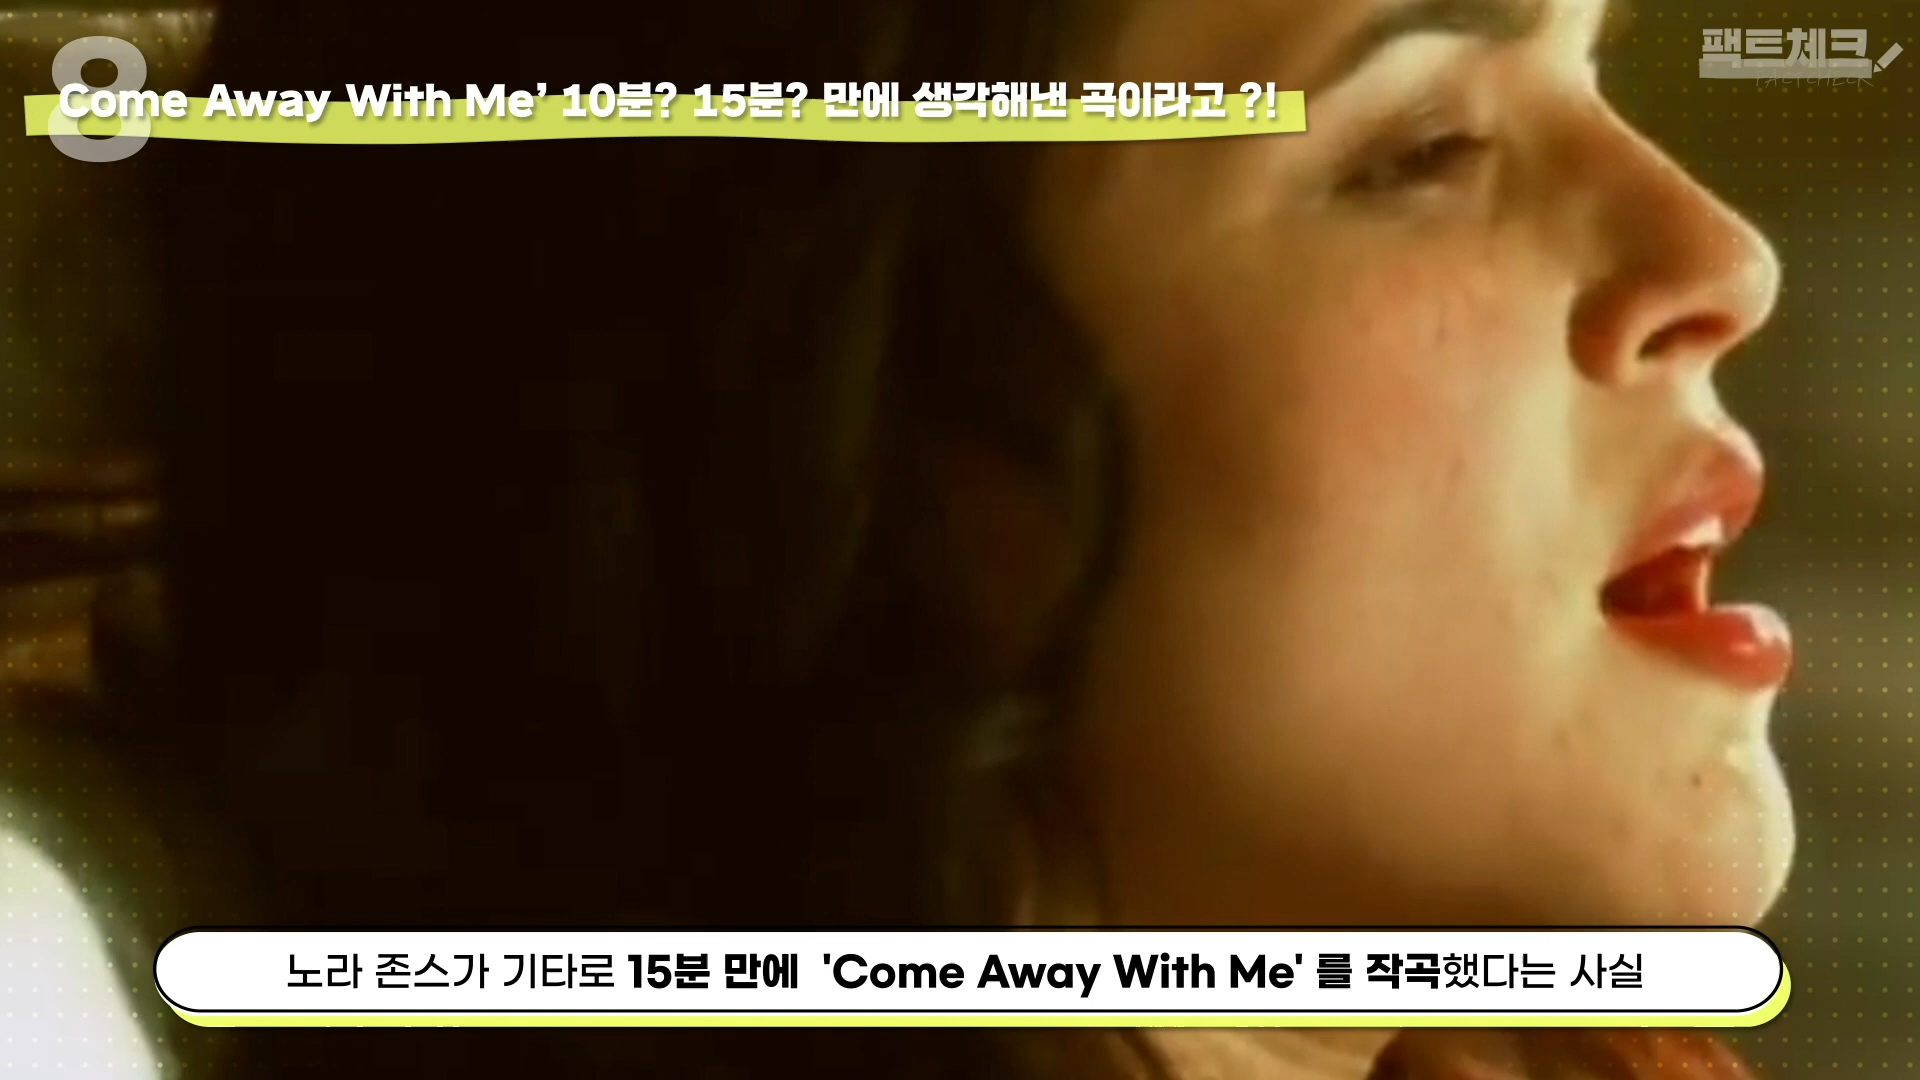 8
Come Away With Me’ 10분? 15분? 만에 생각해낸 곡이라고 ?!
팩트체크
FACTCHECK
노라 존스가 기타로 15분 만에 'Come Away With Me' 를 작곡했다는 사실